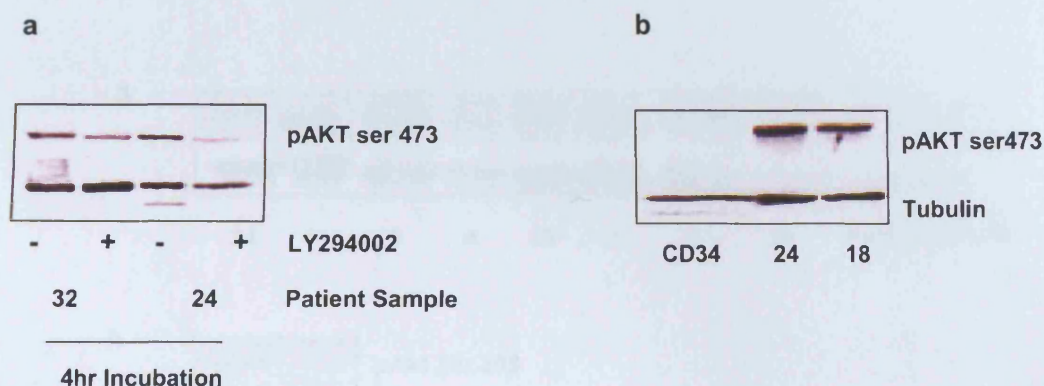 a
pAKT ser 473
- + - + LY294002
32 24 Patient Sample
4hr Incubation
b
pAKT ser473
Tubulin
CD34 24 18